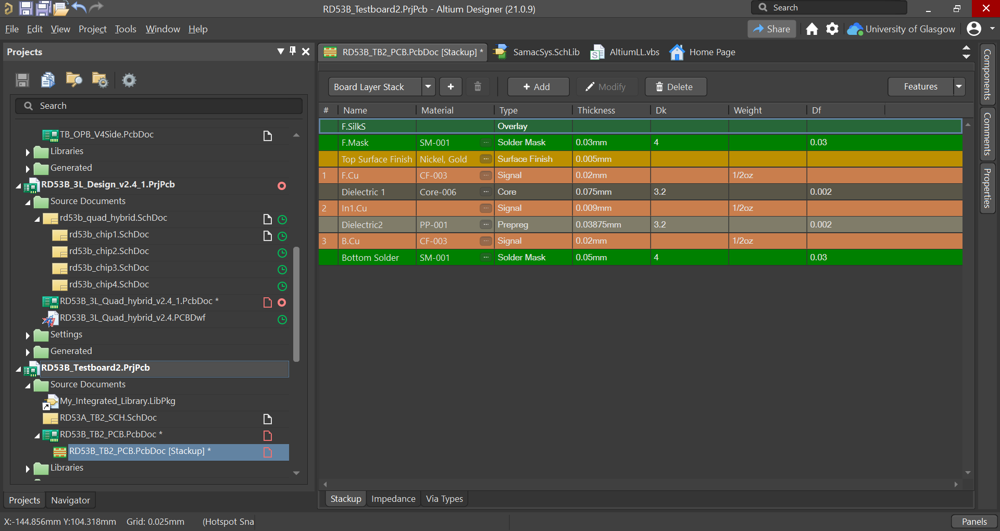 RD53B_Testboard2.PrjPcb - Altium Designer (21.0.9)
Search
File Edit View Project Tools Window Help
Share
University of Glasgow
Projects
Search
TB_OPB_V4Side.PcbDoc
Libraries
Generated
RD53B_3L_Design_v2.4_1.PrjPcb
Source Documents
rd53b_quad_hybrid.SchDoc
rd53b_chip1.SchDoc
rd53b_chip2.SchDoc
rd53b_chip3.SchDoc
rd53b_chip4.SchDoc
RD53B_3L_Quad_hybrid_v2.4_1.PcbDoc *
RD53B_3L_Quad_hybrid_v2.4.PCBDwf
Settings
Generated
RD53B_Testboard2.PrjPcb
Source Documents
My_Integrated_Library.LibPkg
RD53A_TB2_SCH.SchDoc
RD53B_TB2_PCB.PcbDoc *
RD53B_TB2_PCB.PcbDoc [Stackup] *
Libraries
Projects Navigator
RD53B_TB2_PCB.PcbDoc [Stackup] * SamacSys.SchLib AltiumLL.vbs Home Page
Board Layer Stack + + Add Modify Delete Features
# Name Material Type Thickness Dk Weight Df
F.SilkS Overlay
F.Mask SM-001 ... Solder Mask 0.03mm 4 0.03
Top Surface Finish Nickel, Gold ... Surface Finish 0.005mm
1 F.Cu CF-003 ... Signal 0.02mm 1/2oz
Dielectric 1 Core-006 ... Core 0.075mm 3.2 0.002
2 In1.Cu ... Signal 0.009mm 1/2oz
Dielectric2 PP-001 ... Prepreg 0.03875mm 3.2 0.002
3 B.Cu CF-003 ... Signal 0.02mm 1/2oz
Bottom Solder SM-001 ... Solder Mask 0.05mm 4 0.03
Stackup Impedance Via Types
Components
Comments
Properties
X:-144.856mm Y:104.318mm Grid: 0.025mm (Hotspot Sna
Panels